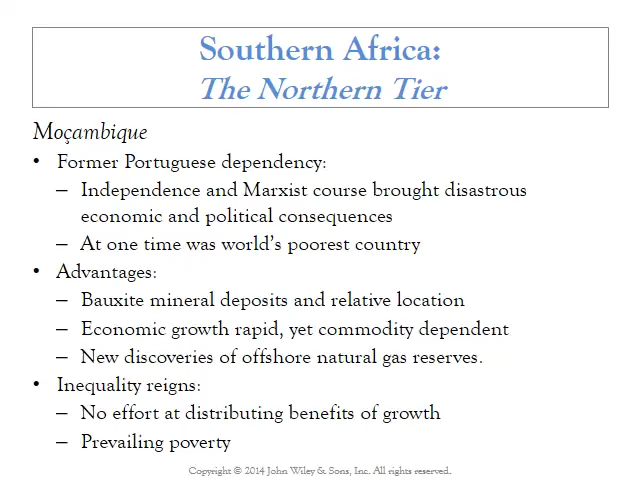 Southern Africa:
The Northern Tier
Moçambique
• Former Portuguese dependency:
– Independence and Marxist course brought disastrous
economic and political consequences
– At one time was world's poorest country
• Advantages:
– Bauxite mineral deposits and relative location
– Economic growth rapid, yet commodity dependent
– New discoveries of offshore natural gas reserves.
• Inequality reigns:
– No effort at distributing benefits of growth
– Prevailing poverty
Copyright © 2014 John Wiley & Sons, Inc. All rights reserved.